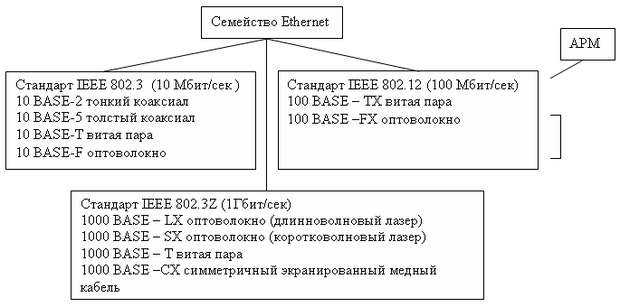 Семейство Ethernet
АРМ
Стандарт IEEE 802.3 (10 Мбит/сек )
10 BASE-2 тонкий коаксиал
10 BASE-5 толстый коаксиал
10 BASE-T витая пара
10 BASE-F оптоволокно
Стандарт IEEE 802.12 (100 Мбит/сек)
100 BASE – TX витая пара
100 BASE –FX оптоволокно
Стандарт IEEE 802.3Z (1Гбит/сек)
1000 BASE – LX оптоволокно (длинноволновый лазер)
1000 BASE – SX оптоволокно (коротковолновый лазер)
1000 BASE – T витая пара
1000 BASE –CX симметричный экранированный медный
кабель